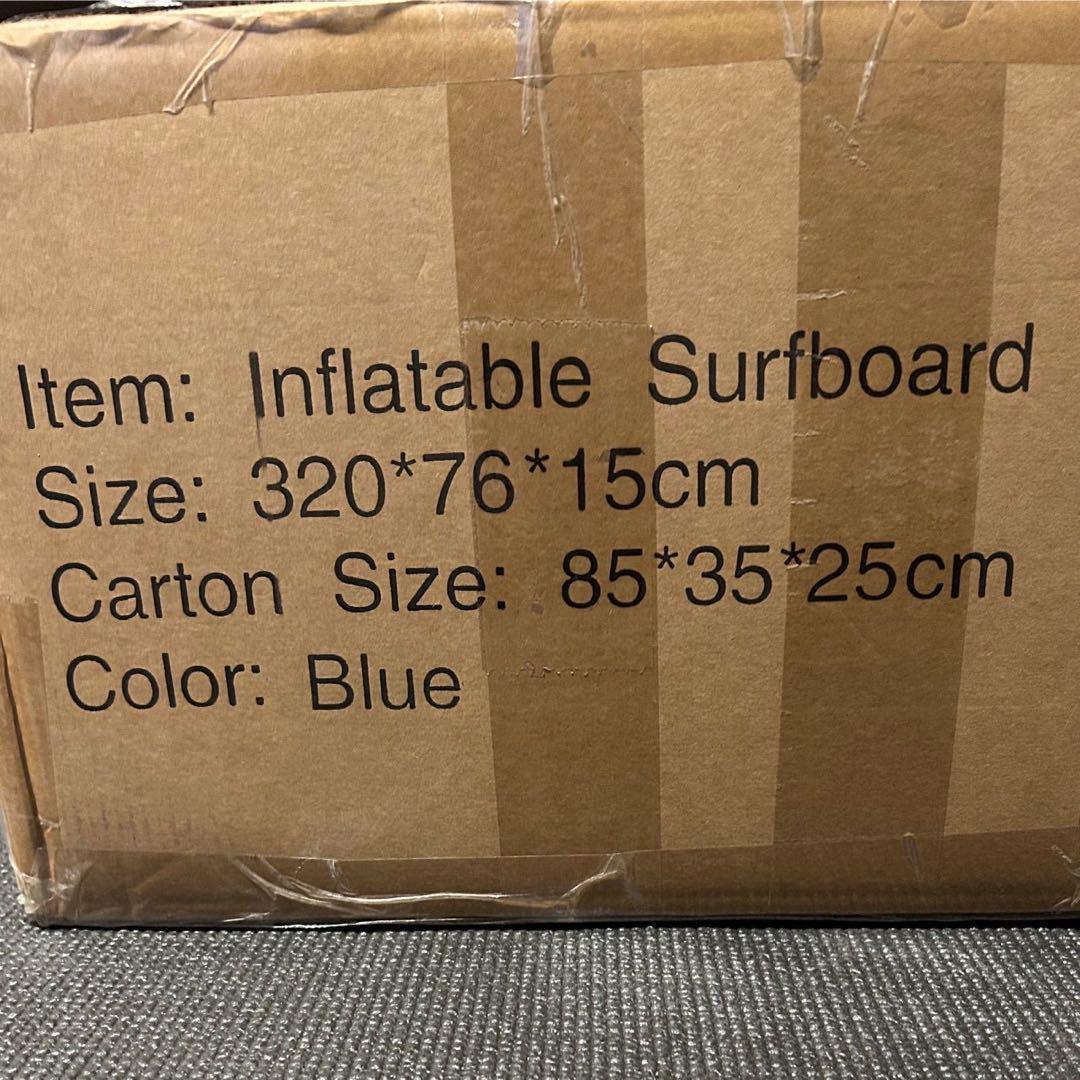 Item: Inflatable Surfboard
Size: 320*76*15cm
Carton Size: 85*35*25cm
Color: Blue